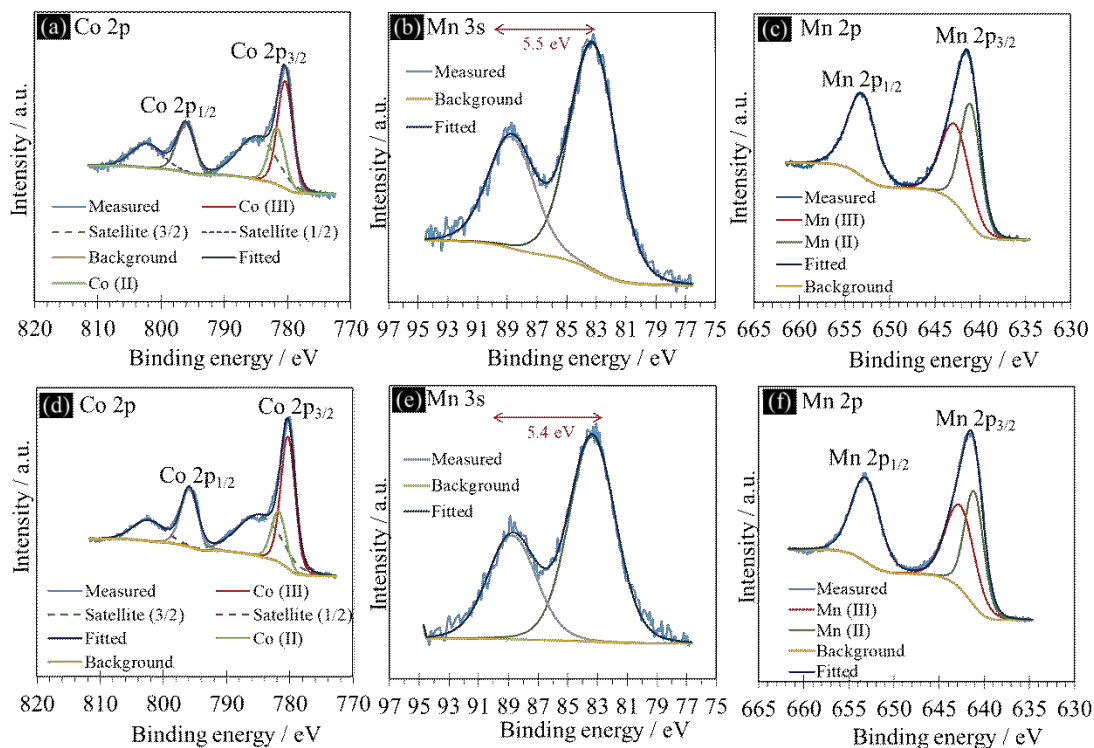 (a) Co 2p
Co 2p3/2
Co 2p1/2
Intensity / a.u.
Measured
Co (III)
Satellite (3/2)
Satellite (1/2)
Background
Fitted
Co (II)
820 810 800 790 780 770
Binding energy / eV
(b) Mn 3s
5.5 eV
Intensity / a.u.
Measured
Background
Fitted
97 95 93 91 89 87 85 83 81 79 77 75
Binding energy / eV
(c) Mn 2p
Mn 2p3/2
Mn 2p1/2
Intensity / a.u.
Measured
Mn (III)
Mn (II)
Fitted
Background
665 660 655 650 645 640 635 630
Binding energy / eV
(d) Co 2p
Co 2p3/2
Co 2p1/2
Intensity / a.u.
Measured
Co (III)
Satellite (3/2)
Satellite (1/2)
Fitted
Co (II)
Background
820 810 800 790 780 770
Binding energy / eV
(e) Mn 3s
5.4 eV
Intensity / a.u.
Measured
Background
Fitted
97 95 93 91 89 87 85 83 81 79 77 75
Binding energy / eV
(f) Mn 2p
Mn 2p3/2
Mn 2p1/2
Intensity / a.u.
Measured
Mn (III)
Mn (II)
Background
Fitted
665 660 655 650 645 640 635 630
Binding energy / eV